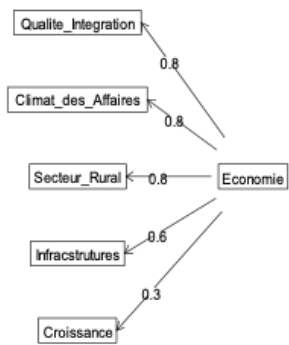 Qualite_Integration
0.8
Climat_des_Affaires
0.8
Secteur_Rural
0.8
Economie
0.6
Infracstrutures
0.3
Croissance